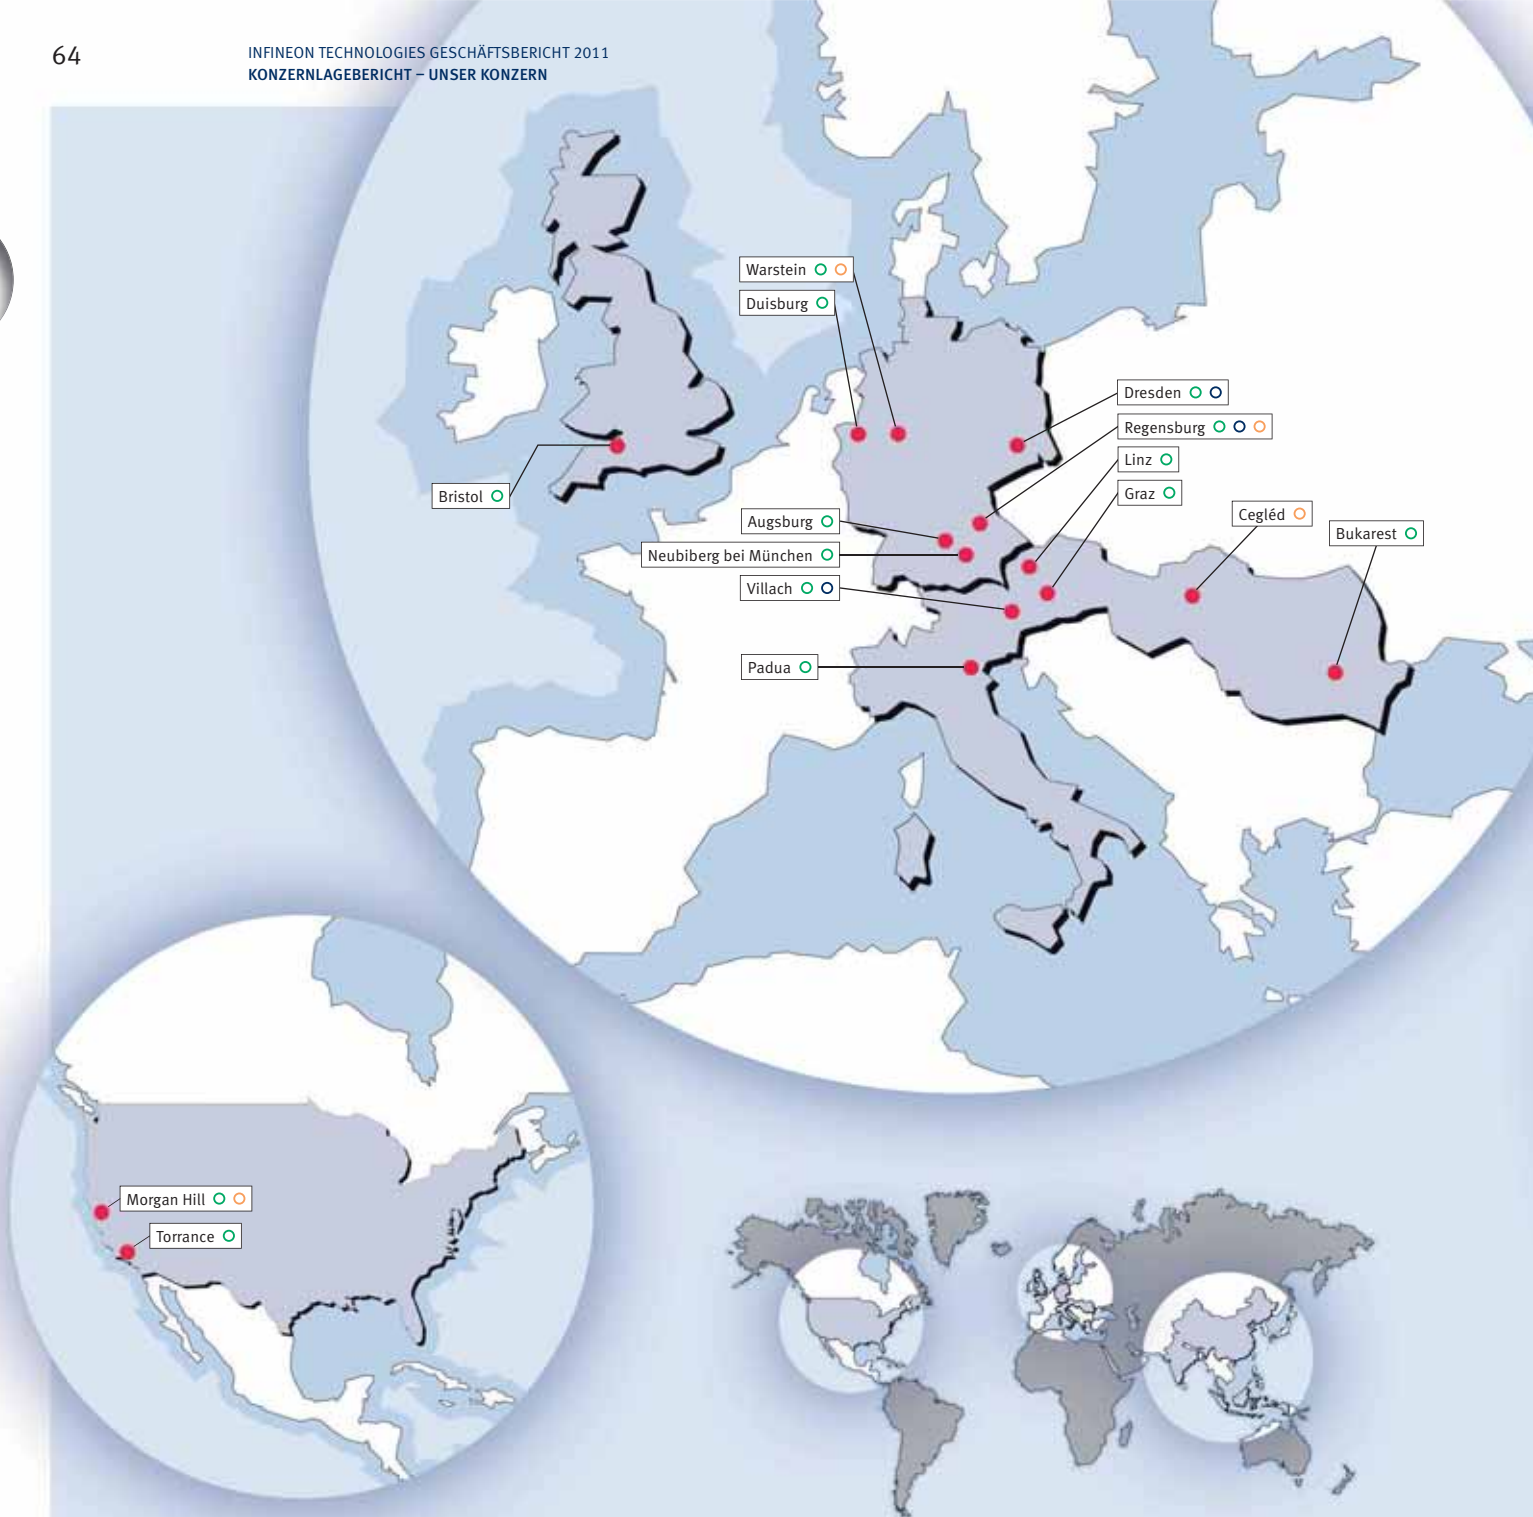 64
INFINEON TECHNOLOGIES GESCHÄFTSBERICHT 2011
KONZERNLAGEBERICHT – UNSER KONZERN
Warstein
Duisburg
Dresden
Regensburg
Linz
Graz
Bristol
Cegléd
Augsburg
Bukarest
Neubiberg bei München
Villach
Padua
Morgan Hill
Torrance